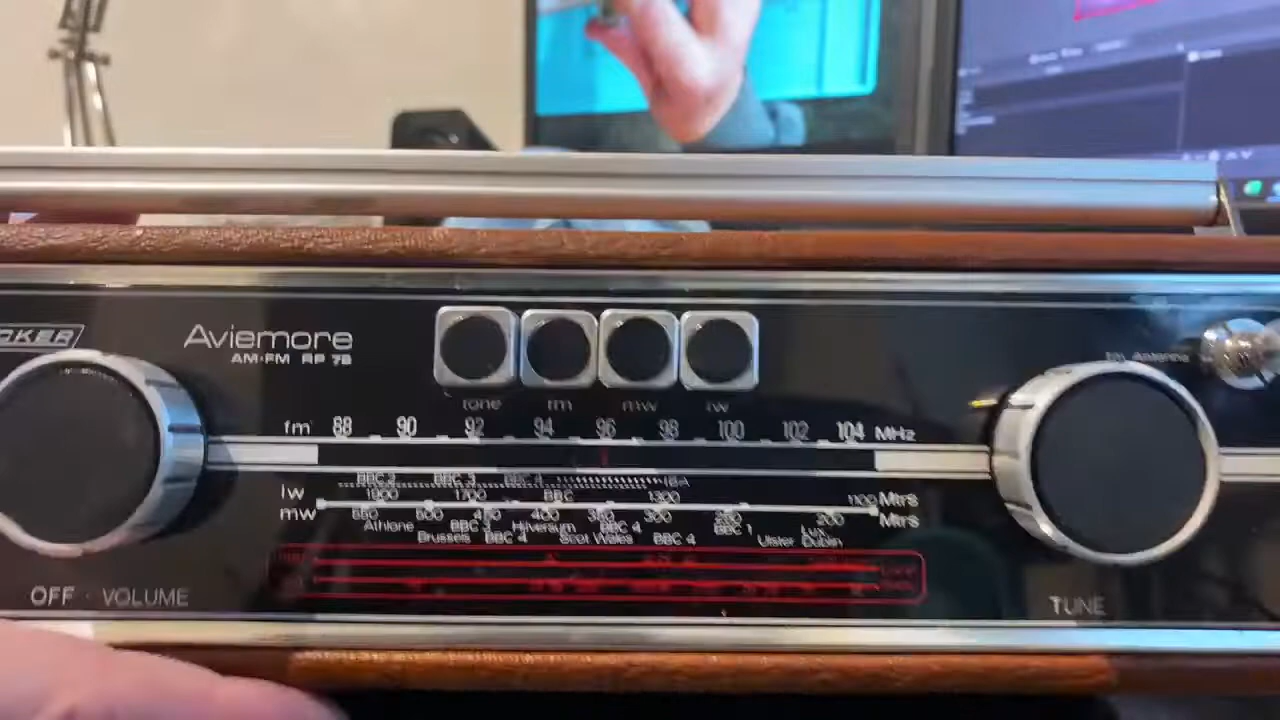 OKER
Aviemore
AM·FM RP 78
tone fm mw lw
fm Antenna
fm 88 90 92 94 96 98 100 102 104 MHz
BBC 2 BBC 3 BBC 4 IBA
lw 1900 1700 BBC 1300 1100 Mtrs
mw 550 500 450 400 350 300 250 200 Mtrs
Athlone BBC 3 Hilversum BBC 4 BBC 1 Lux.
Brussels BBC 4 Scot Wales BBC 4 Ulster Dublin
OFF · VOLUME
TUNE